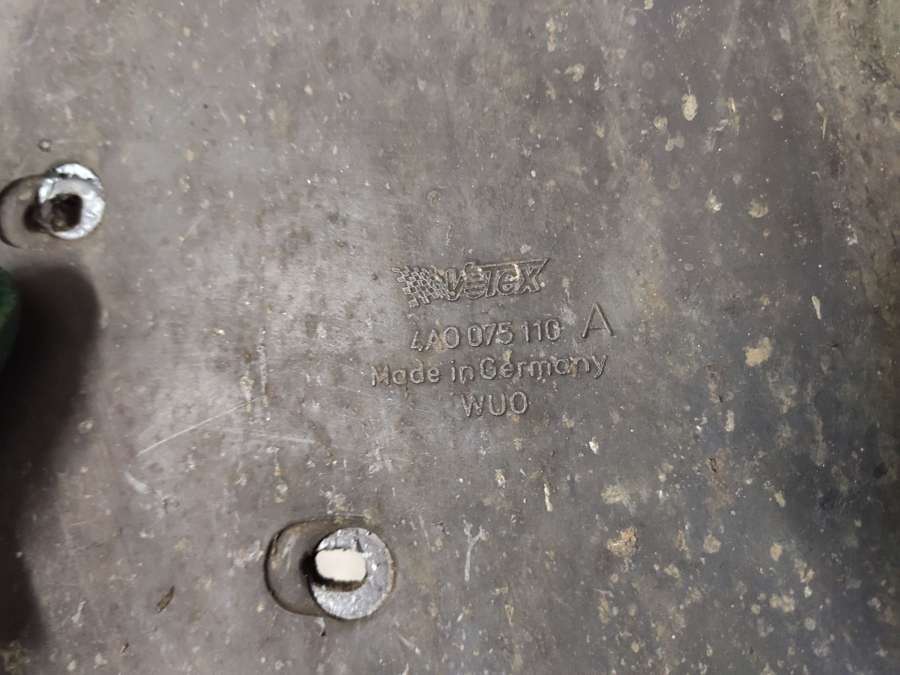 VOTEX
4A0 075 110 A
Made in Germany
WUO